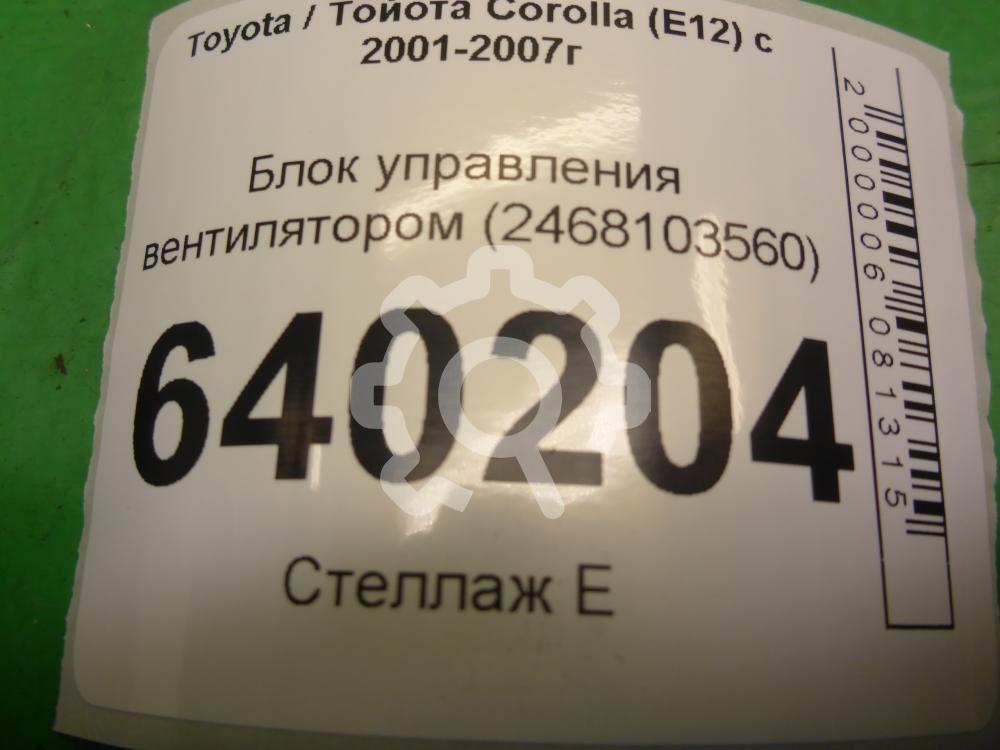 Toyota / Тойота Corolla (E12) с
2001-2007г
Блок управления
вентилятором (2468103560)
640204
Стеллаж Е
2000006081315